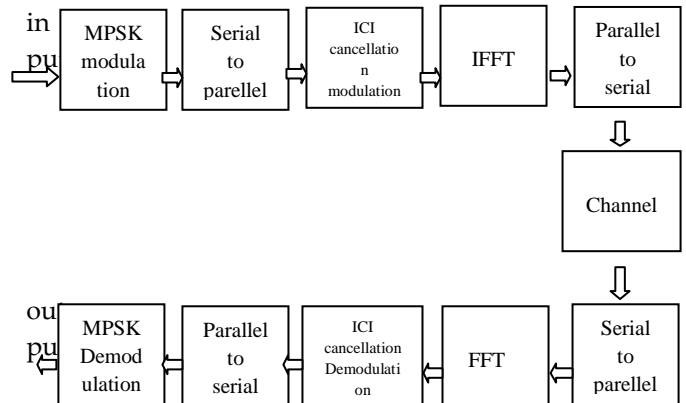 in
pu
MPSK
modula
tion
Serial
to
parellel
ICI
cancellatio
n
modulation
IFFT
Parallel
to
serial
Channel
Serial
to
parellel
FFT
ICI
cancellation
Demodulati
on
Parallel
to
serial
MPSK
Demod
ulation
ou
pu